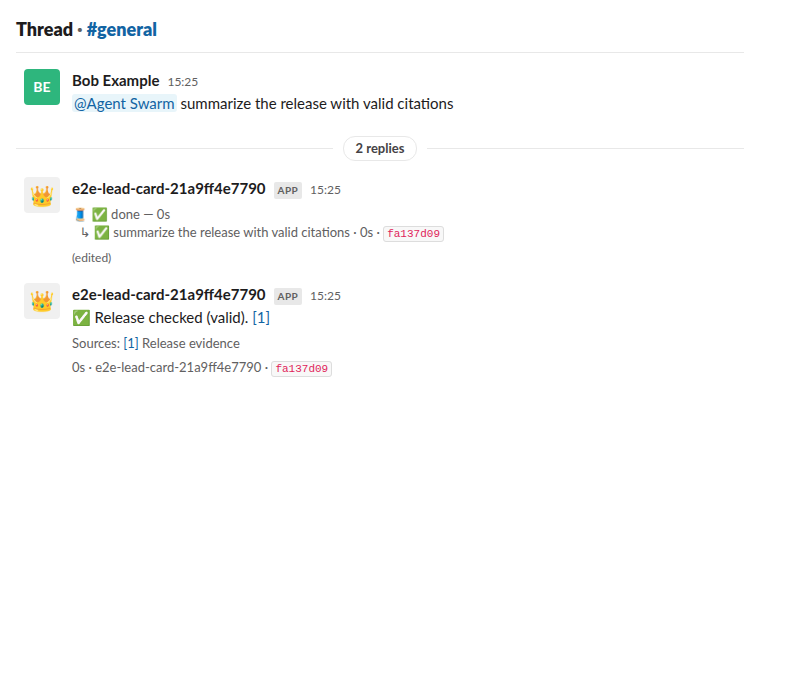 Thread • #general
BE
Bob Example 15:25
@Agent Swarm summarize the release with valid citations
2 replies
e2e-lead-card-21a9ff4e7790 APP 15:25
🧵 ✅ done — 0s
↳ ✅ summarize the release with valid citations · 0s · fa137d09
(edited)
e2e-lead-card-21a9ff4e7790 APP 15:25
✅ Release checked (valid). [1]
Sources: [1] Release evidence
0s · e2e-lead-card-21a9ff4e7790 · fa137d09